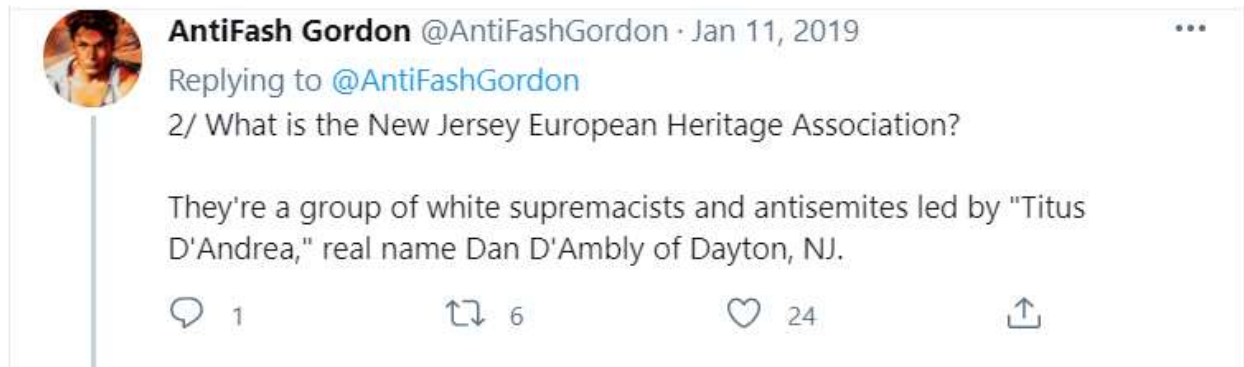 AntiFash Gordon @AntiFashGordon · Jan 11, 2019
Replying to @AntiFashGordon
2/ What is the New Jersey European Heritage Association?
They're a group of white supremacists and antisemites led by "Titus
D'Andrea," real name Dan D'Ambly of Dayton, NJ.
1 6 24